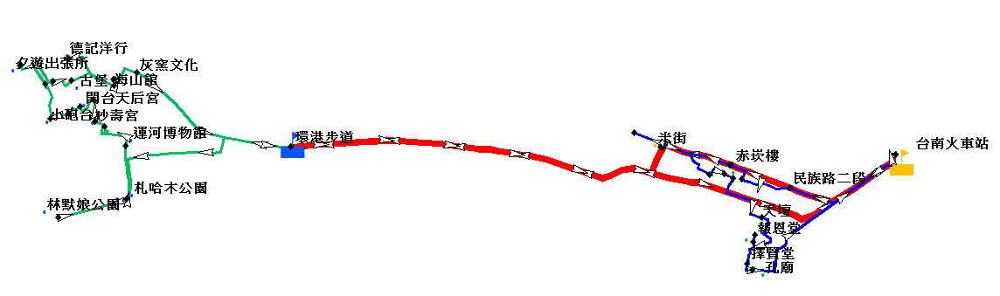 德記洋行
夕遊出張所
灰窯文化
古堡
海山館
開台天后宮
小砲台
妙壽宮
運河博物館
札哈木公園
林默娘公園
環港步道
米街
赤崁樓
民族路二段
台南火車站
天壇
報恩堂
擇賢堂
孔廟